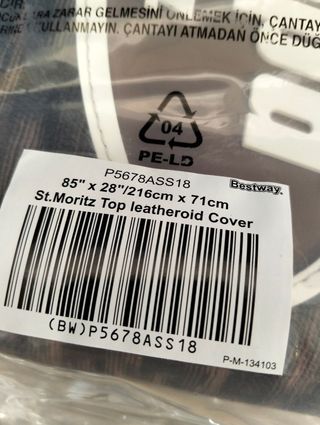 ZARAR GELMESİNİ ÖNLEMEK İÇİN, ÇANTAYI
KULLANMAYIN. ÇANTAYI ATMADAN ÖNCE DÜĞ
04
PE-LD
P5678ASS18
Bestway.
85" x 28"/216cm x 71cm
St.Moritz Top leatheroid Cover
(BW)P5678ASS18
P-M-134103